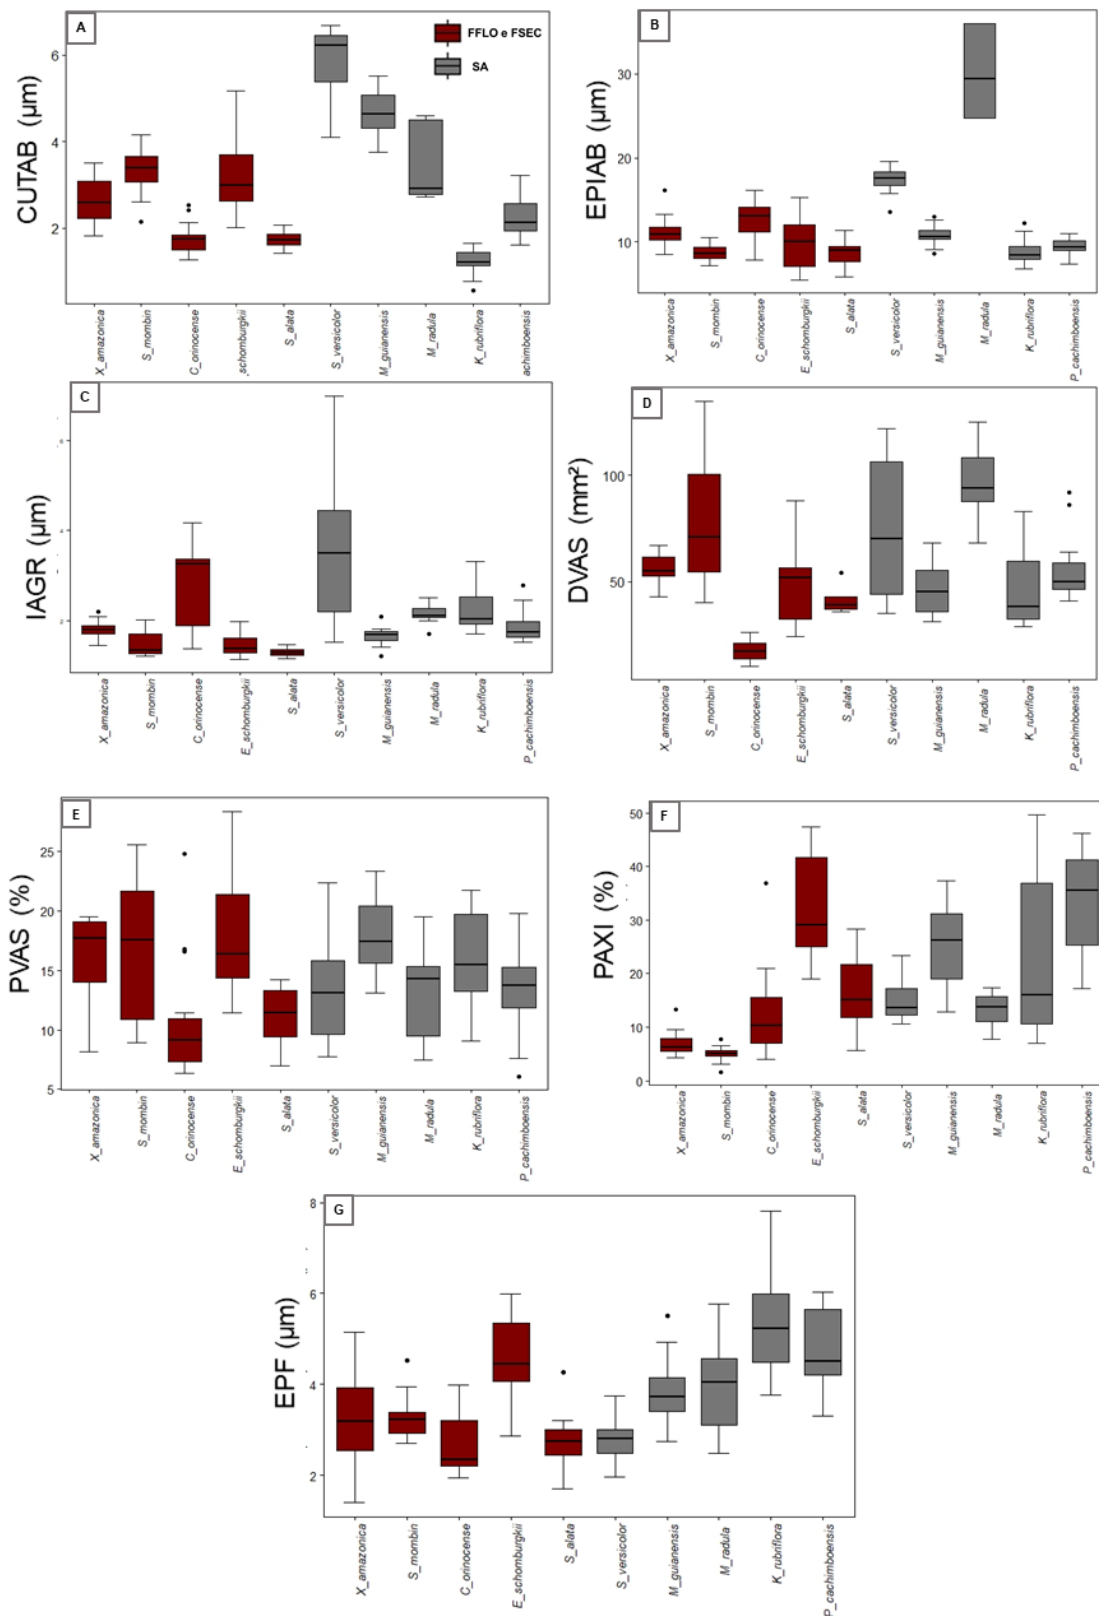 A
CUTAB (µm)
6
4
2
FFLO e FSEC
SA
X_amazonica
S_mombin
C_orinocense
_schomburgkii
S_alata
S_versicolor
M_guianensis
M_radula
K_rubriflora
achimboensis
B
EPIAB (µm)
30
20
10
X_amazonica
S_mombin
C_orinocense
E_schomburgkii
S_alata
S_versicolor
M_guianensis
M_radula
K_rubriflora
P_cachimboensis
C
IAGR (µm)
6
4
2
X_amazonica
S_mombin
C_orinocense
E_schomburgkii
S_alata
S_versicolor
M_guianensis
M_radula
K_rubriflora
P_cachimboensis
D
DVAS (mm²)
100
50
X_amazonica
S_mombin
C_orinocense
E_schomburgkii
S_alata
S_versicolor
M_guianensis
M_radula
K_rubriflora
P_cachimboensis
E
PVAS (%)
25
20
15
10
5
X_amazonica
S_mombin
C_orinocense
E_schomburgkii
S_alata
S_versicolor
M_guianensis
M_radula
K_rubriflora
P_cachimboensis
F
PAXI (%)
50
40
30
20
10
0
X_amazonica
S_mombin
C_orinocense
E_schomburgkii
S_alata
S_versicolor
M_guianensis
M_radula
K_rubriflora
P_cachimboensis
G
EPF (µm)
8
6
4
2
X_amazonica
S_mombin
C_orinocense
E_schomburgkii
S_alata
S_versicolor
M_guianensis
M_radula
K_rubriflora
P_cachimboensis